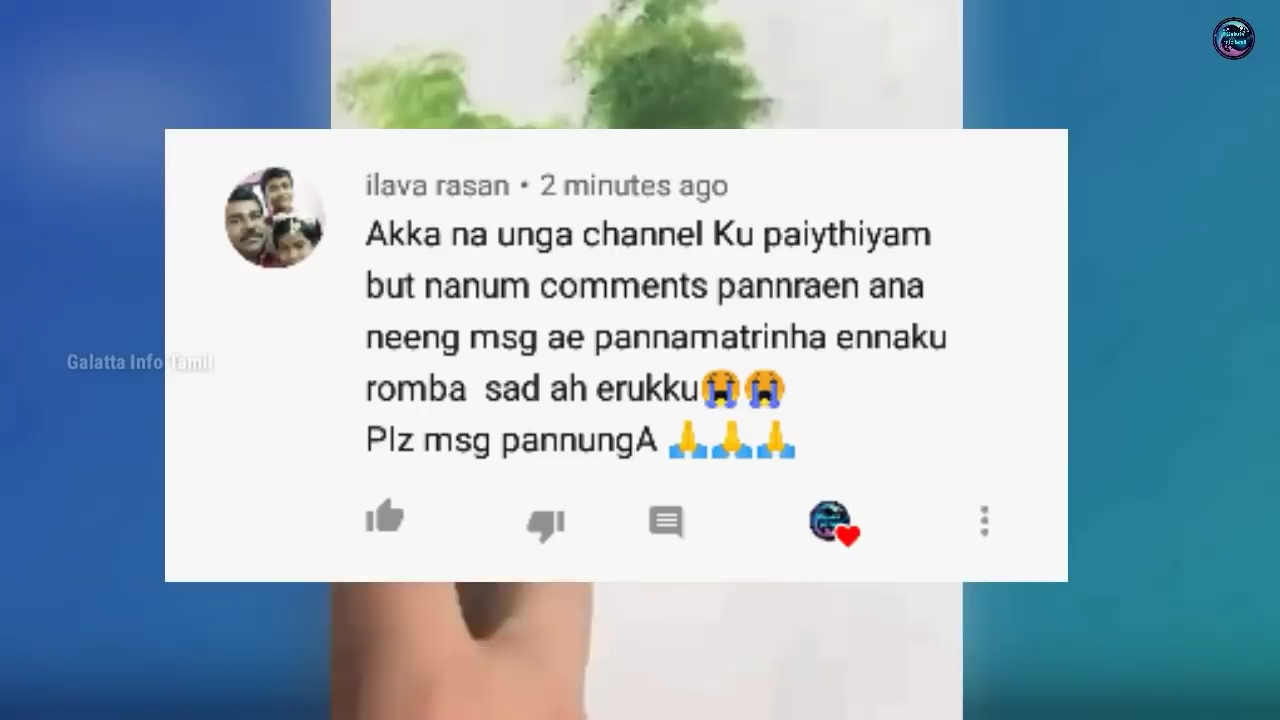 ilava rasan • 2 minutes ago
Akka na unga channel Ku paiythiyam
but nanum comments pannraen ana
neeng msg ae pannamatrinha ennaku
romba sad ah erukku😭😭
Plz msg pannungA 🙏🙏🙏
Galatta Info Tamil